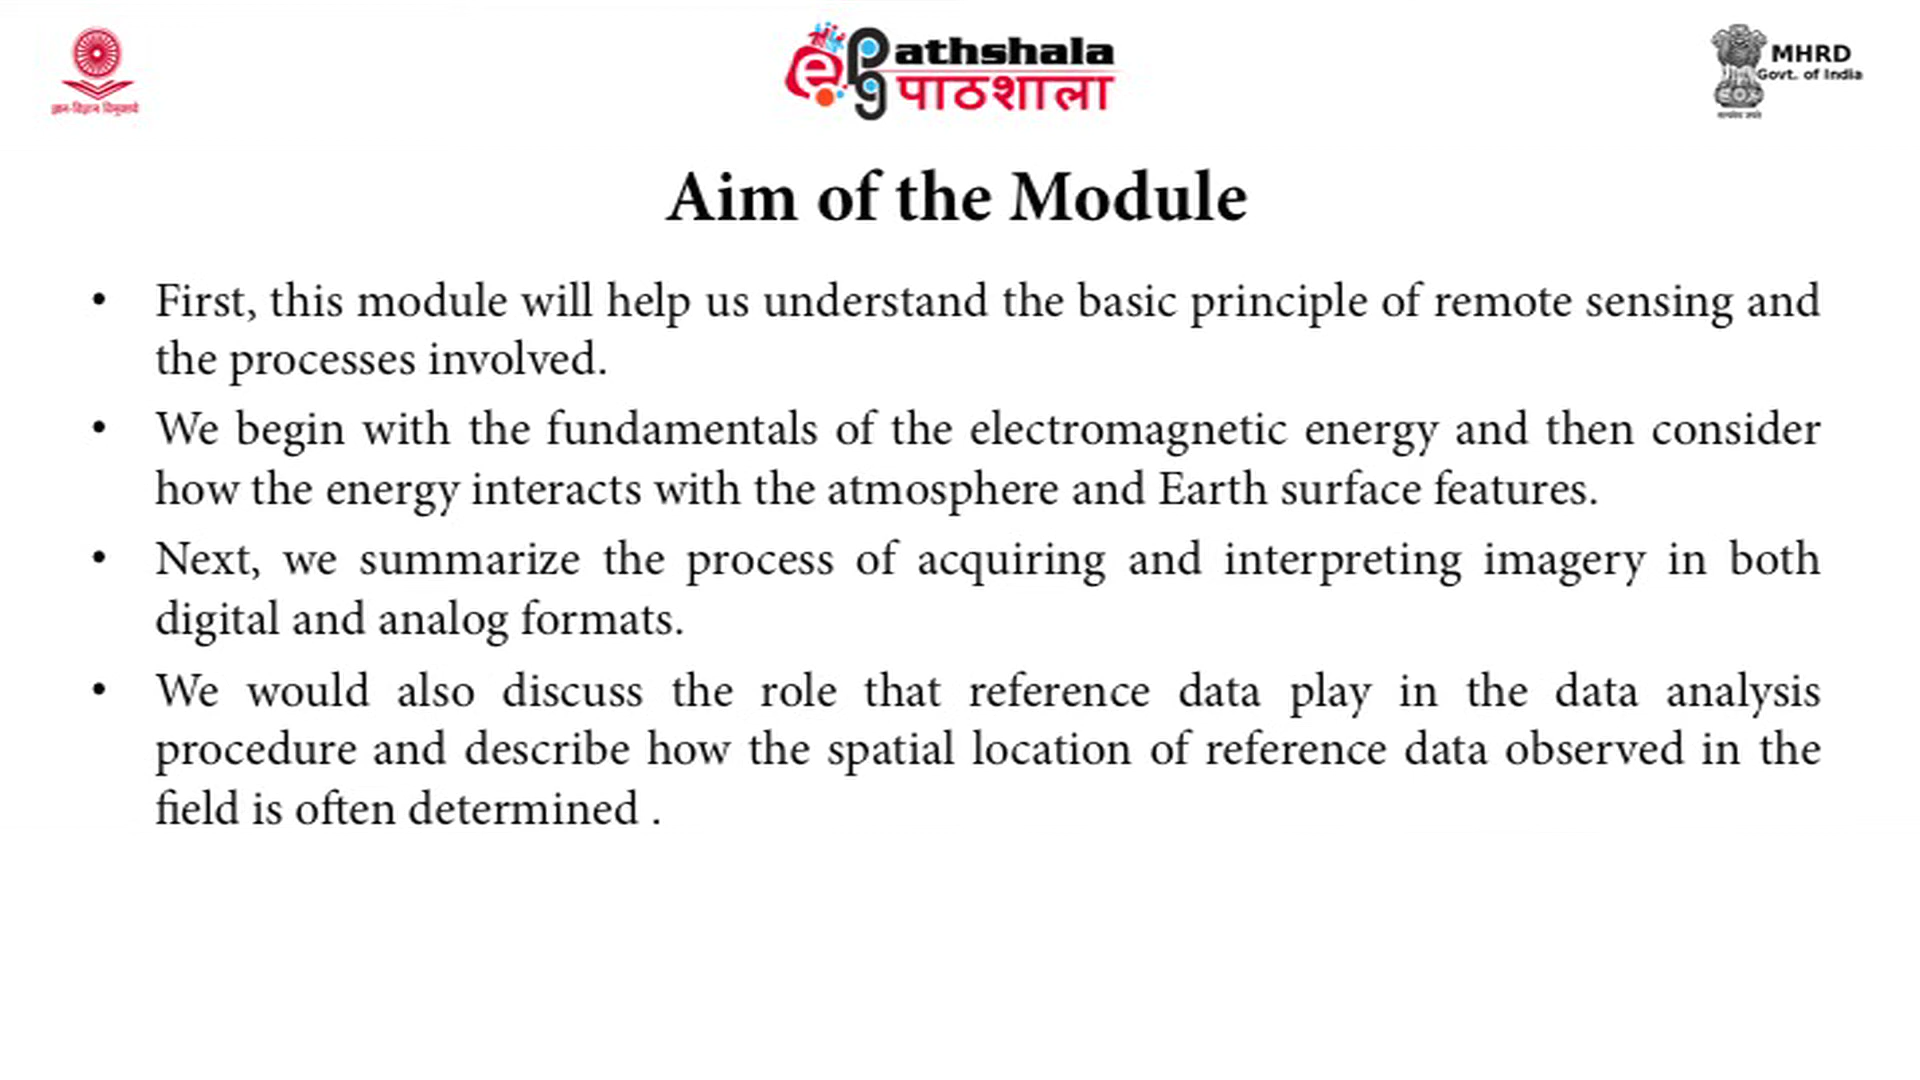 ज्ञान-विज्ञान विमुक्तये
ePGathshala
पाठशाला
MHRD
Govt. of India
सत्यमेव जयते
Aim of the Module
• First, this module will help us understand the basic principle of remote sensing and
the processes involved.
• We begin with the fundamentals of the electromagnetic energy and then consider
how the energy interacts with the atmosphere and Earth surface features.
• Next, we summarize the process of acquiring and interpreting imagery in both
digital and analog formats.
• We would also discuss the role that reference data play in the data analysis
procedure and describe how the spatial location of reference data observed in the
field is often determined .